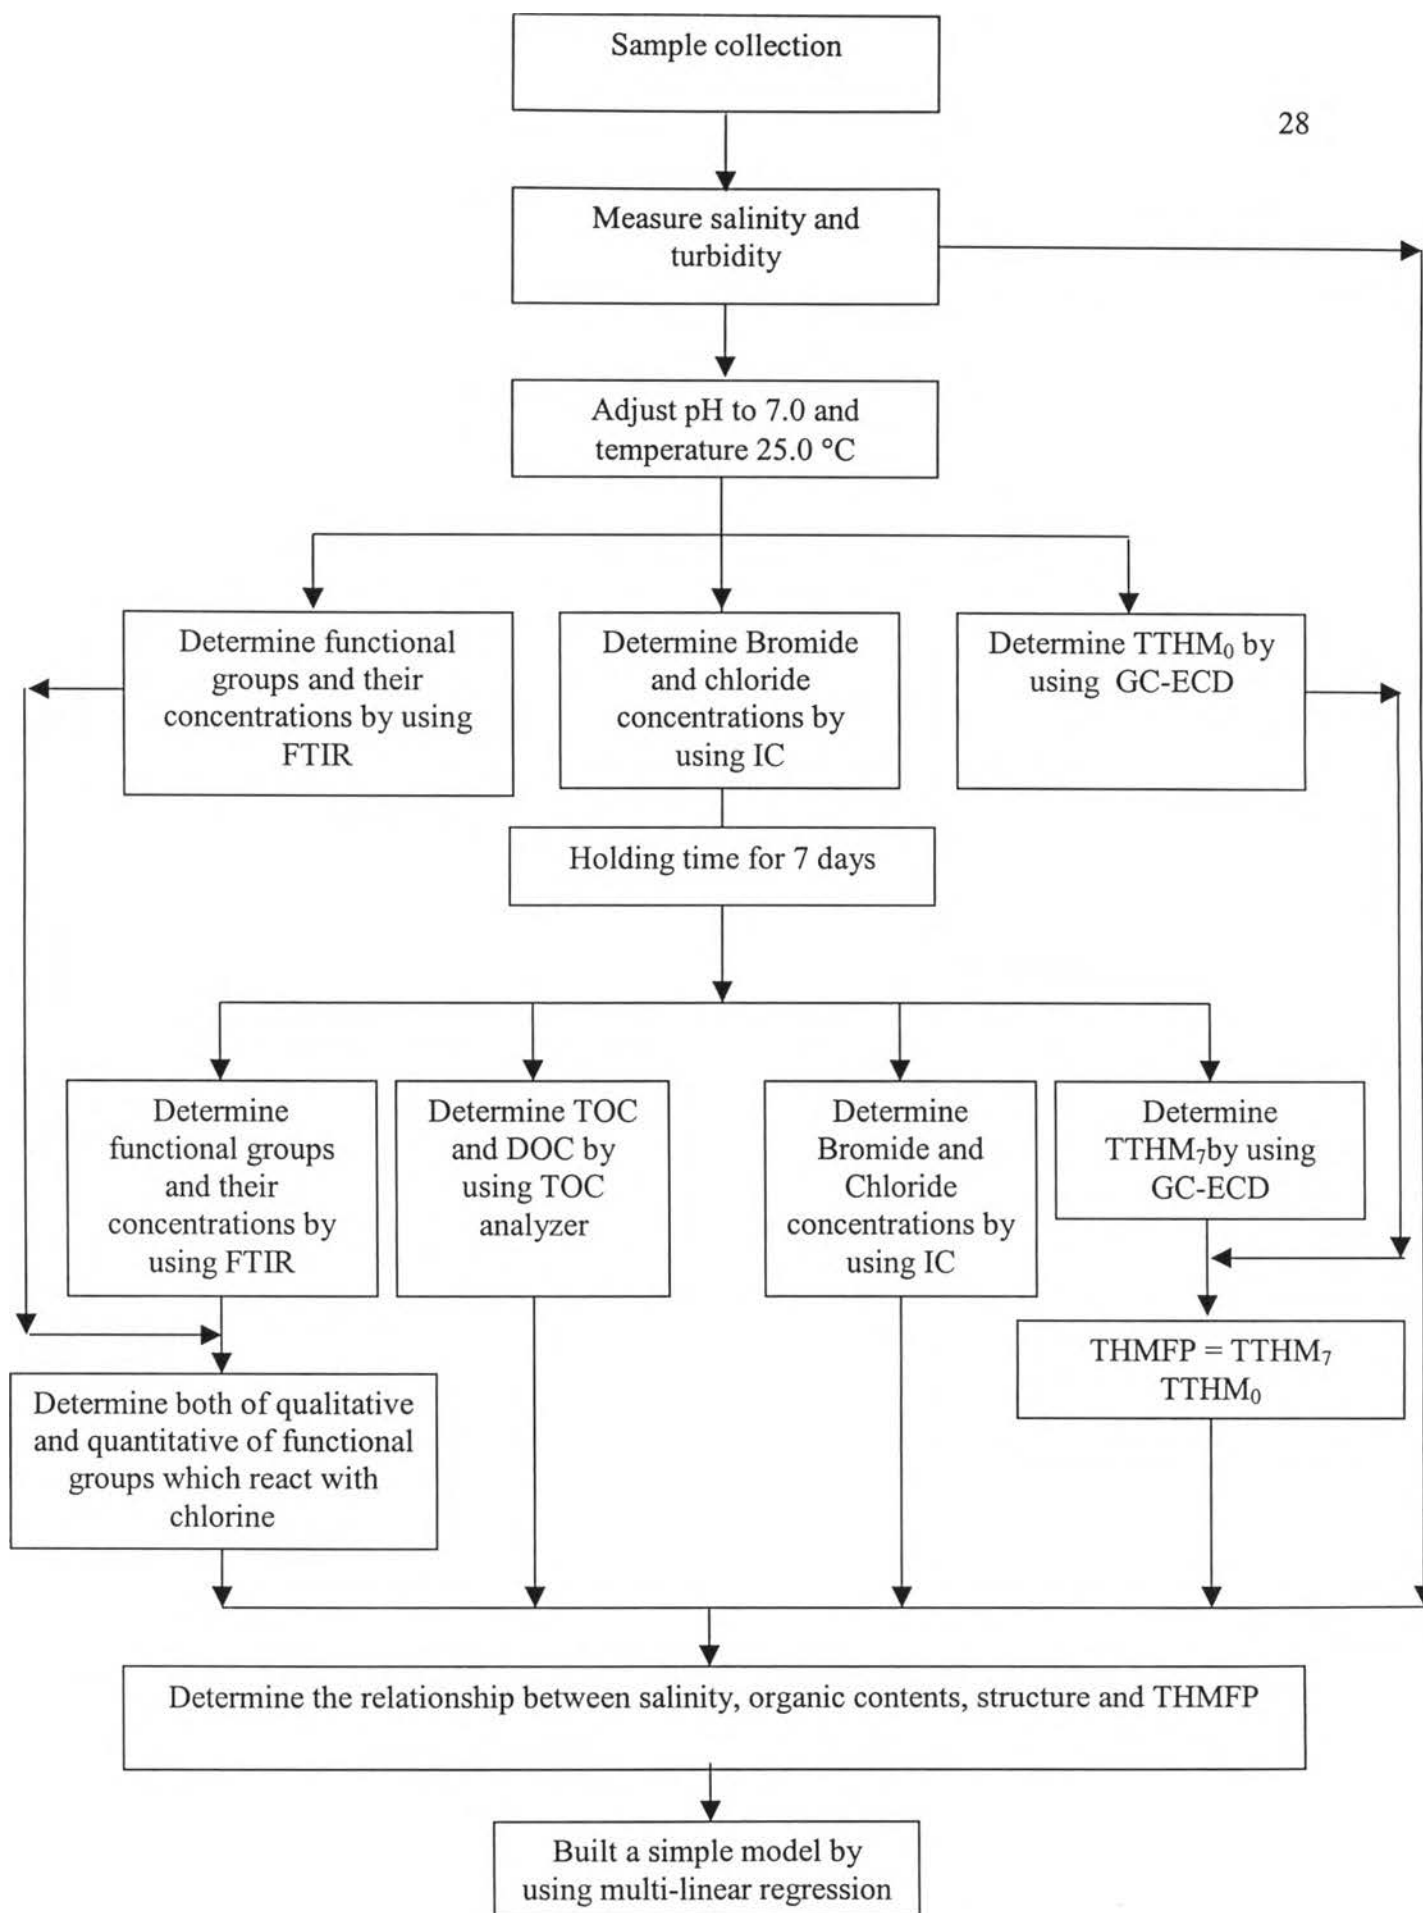 Sample collection
28
Measure salinity and
turbidity
Adjust pH to 7.0 and
temperature 25.0 °C
Determine functional
groups and their
concentrations by using
FTIR
Determine Bromide
and chloride
concentrations by
using IC
Determine TTHM₀ by
using GC-ECD
Holding time for 7 days
Determine
functional groups
and their
concentrations by
using FTIR
Determine TOC
and DOC by
using TOC
analyzer
Determine
Bromide and
Chloride
concentrations by
using IC
Determine
TTHM₇by using
GC-ECD
THMFP = TTHM₇
TTHM₀
Determine both of qualitative
and quantitative of functional
groups which react with
chlorine
Determine the relationship between salinity, organic contents, structure and THMFP
Built a simple model by
using multi-linear regression